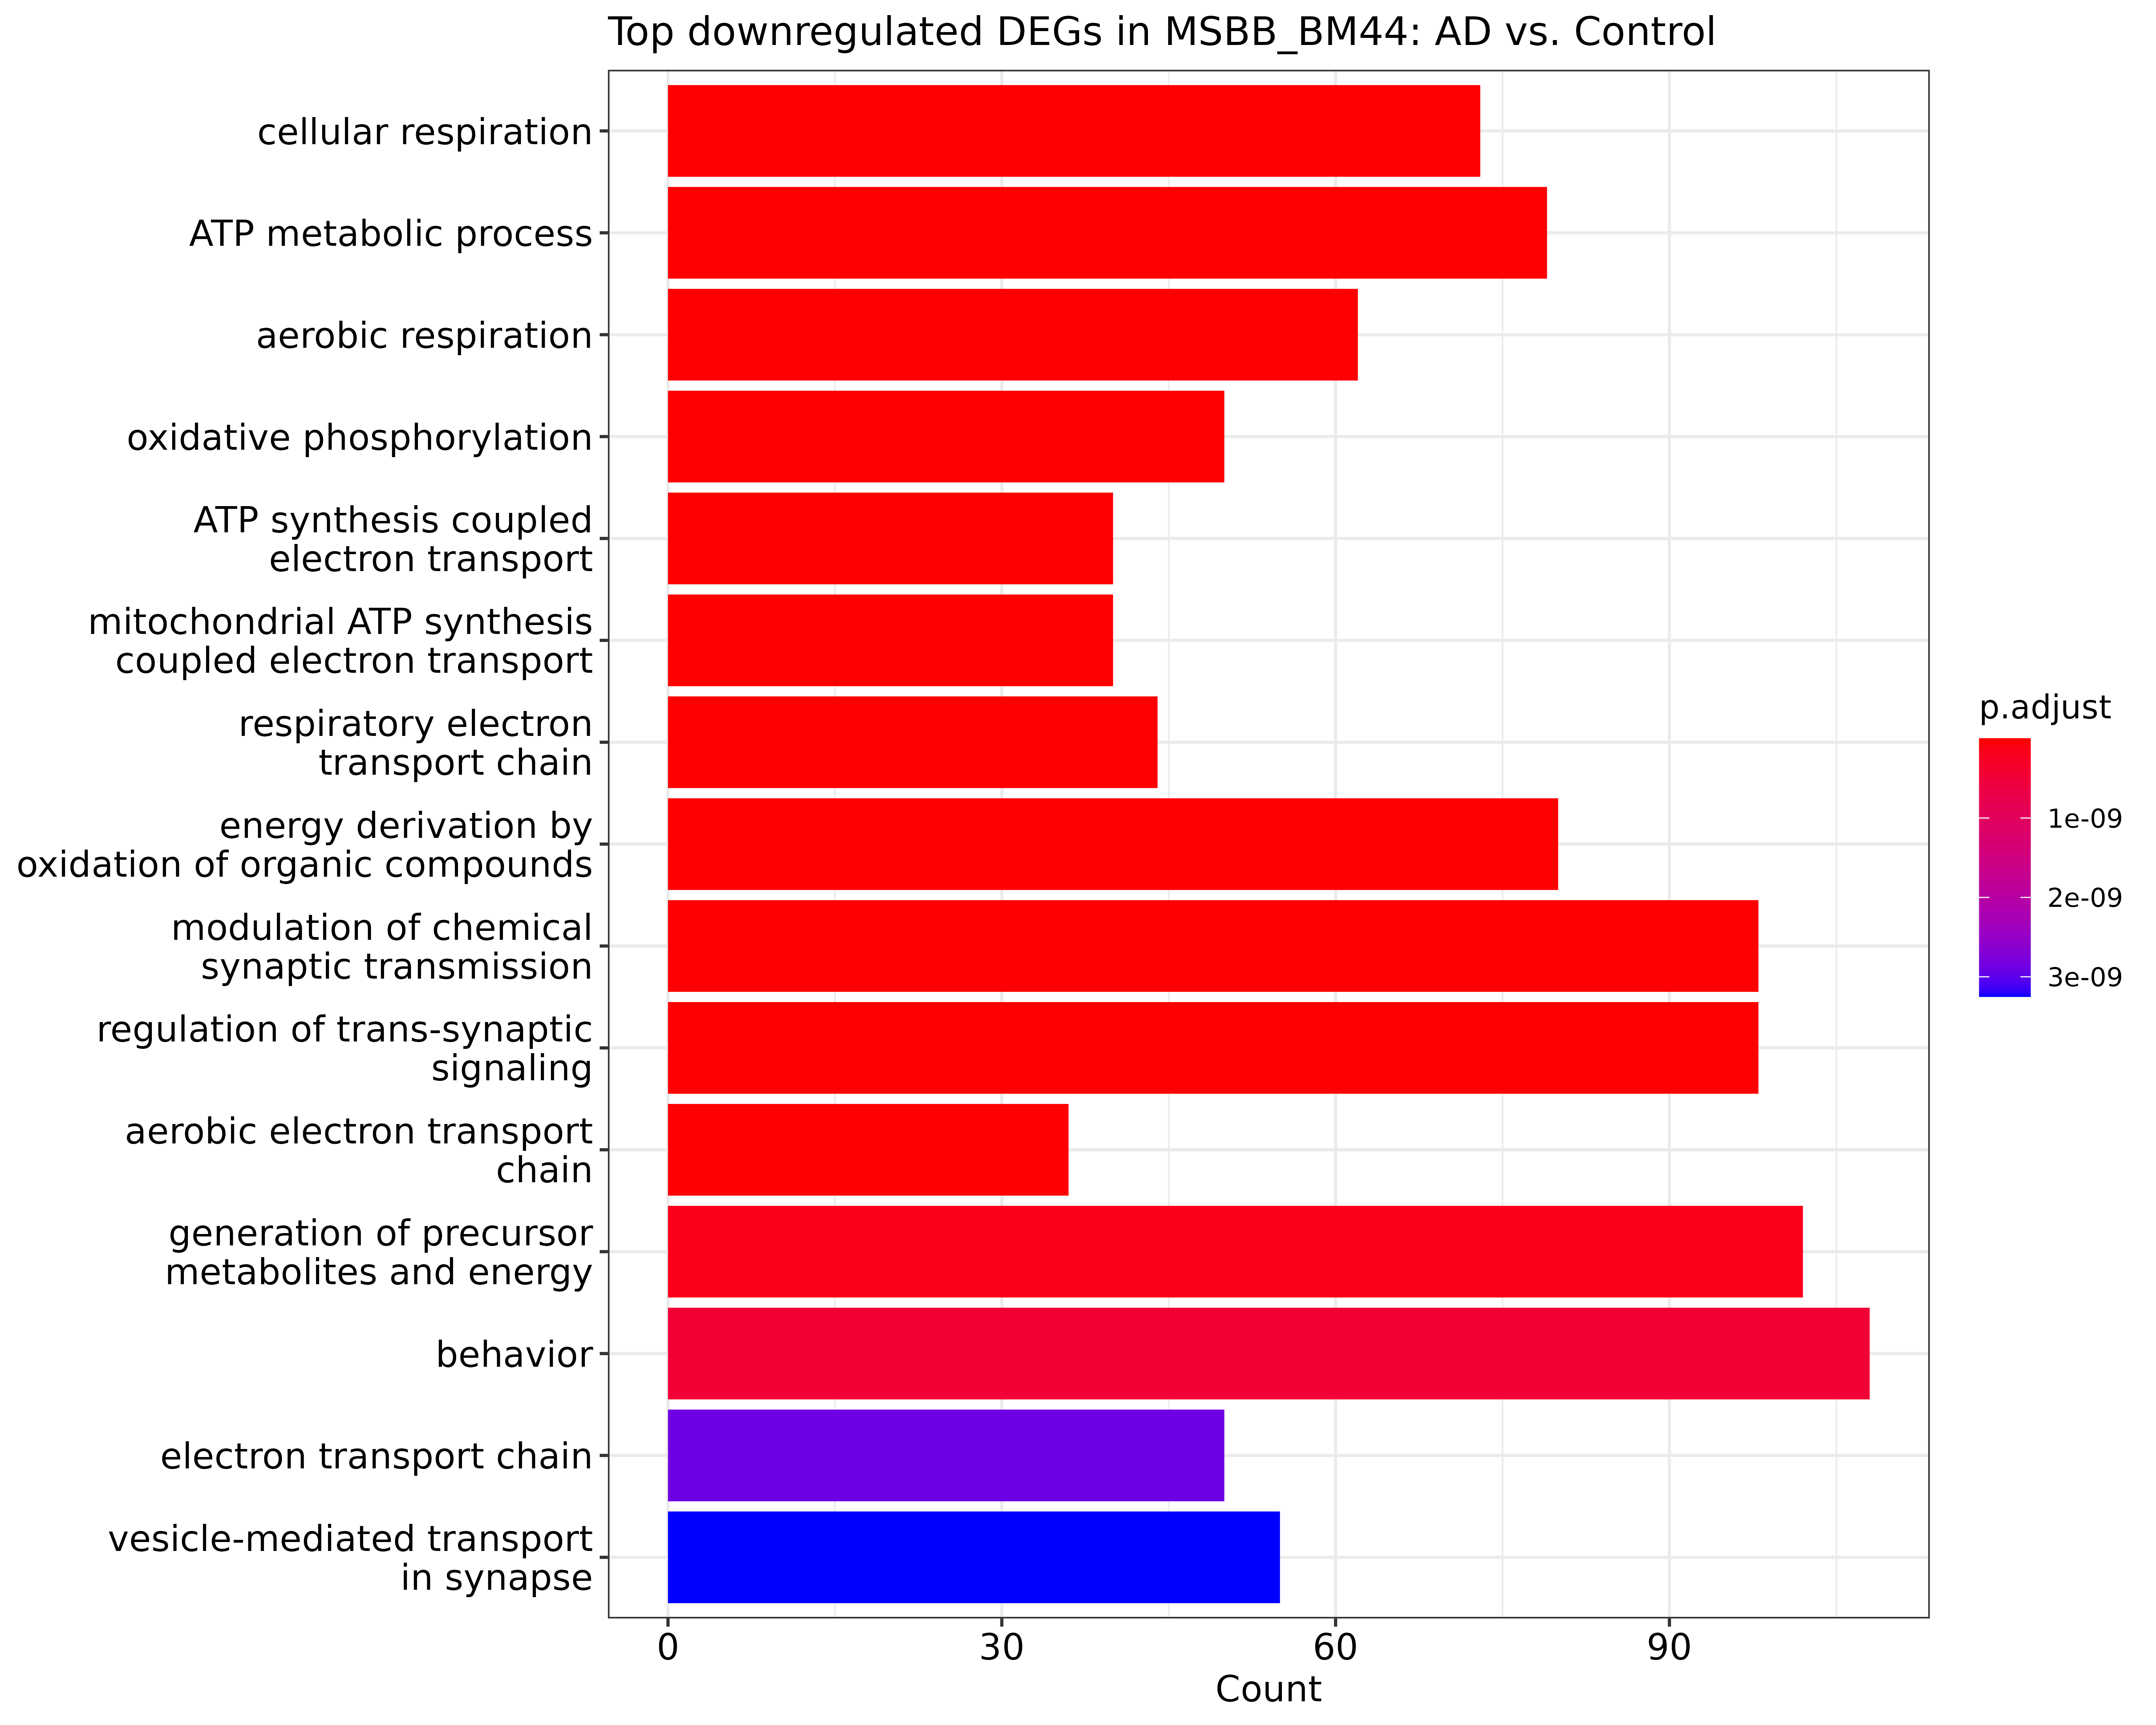 Top downregulated DEGs in MSBB_BM44: AD vs. Control
cellular respiration
ATP metabolic process
aerobic respiration
oxidative phosphorylation
ATP synthesis coupled
electron transport
mitochondrial ATP synthesis
coupled electron transport
respiratory electron
transport chain
energy derivation by
oxidation of organic compounds
modulation of chemical
synaptic transmission
regulation of trans-synaptic
signaling
aerobic electron transport
chain
generation of precursor
metabolites and energy
behavior
electron transport chain
vesicle-mediated transport
in synapse
0 30 60 90
Count
p.adjust
1e-09
2e-09
3e-09